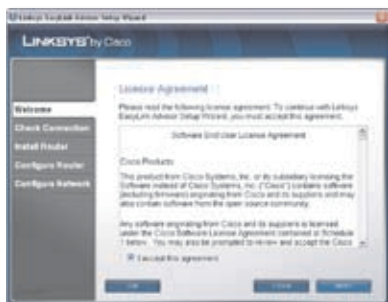 Linksys EasyLink Advisor Setup Wizard
LINKSYS by Cisco
License Agreement
Welcome
Check Connection
Install Router
Configure Router
Configure Network
Please read the following license agreement. To continue with Linksys
EasyLink Advisor Setup Wizard, you must accept this agreement.
Software End User License Agreement
Cisco Products:
This product from Cisco Systems, Inc. or its subsidiary licensing the
Software instead of Cisco Systems, Inc. ("Cisco") contains software
(including firmware) originating from Cisco and its suppliers and may
also contain software from the open source community.
Any software originating from Cisco and its suppliers is licensed
under the Cisco Software License Agreement contained at Schedule
1 below. You may also be prompted to review and accept the Cisco
I accept this agreement